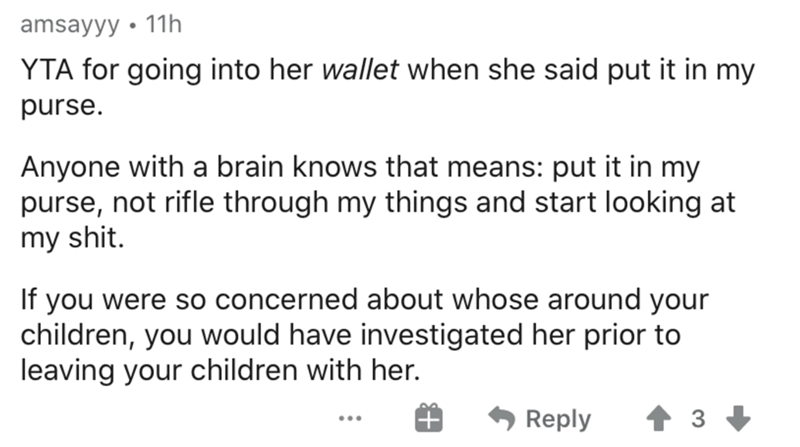 amsayyy • 11h
YTA for going into her wallet when she said put it in my
purse.
Anyone with a brain knows that means: put it in my
purse, not rifle through my things and start looking at
my shit.
If you were so concerned about whose around your
children, you would have investigated her prior to
leaving your children with her.
... Reply 3